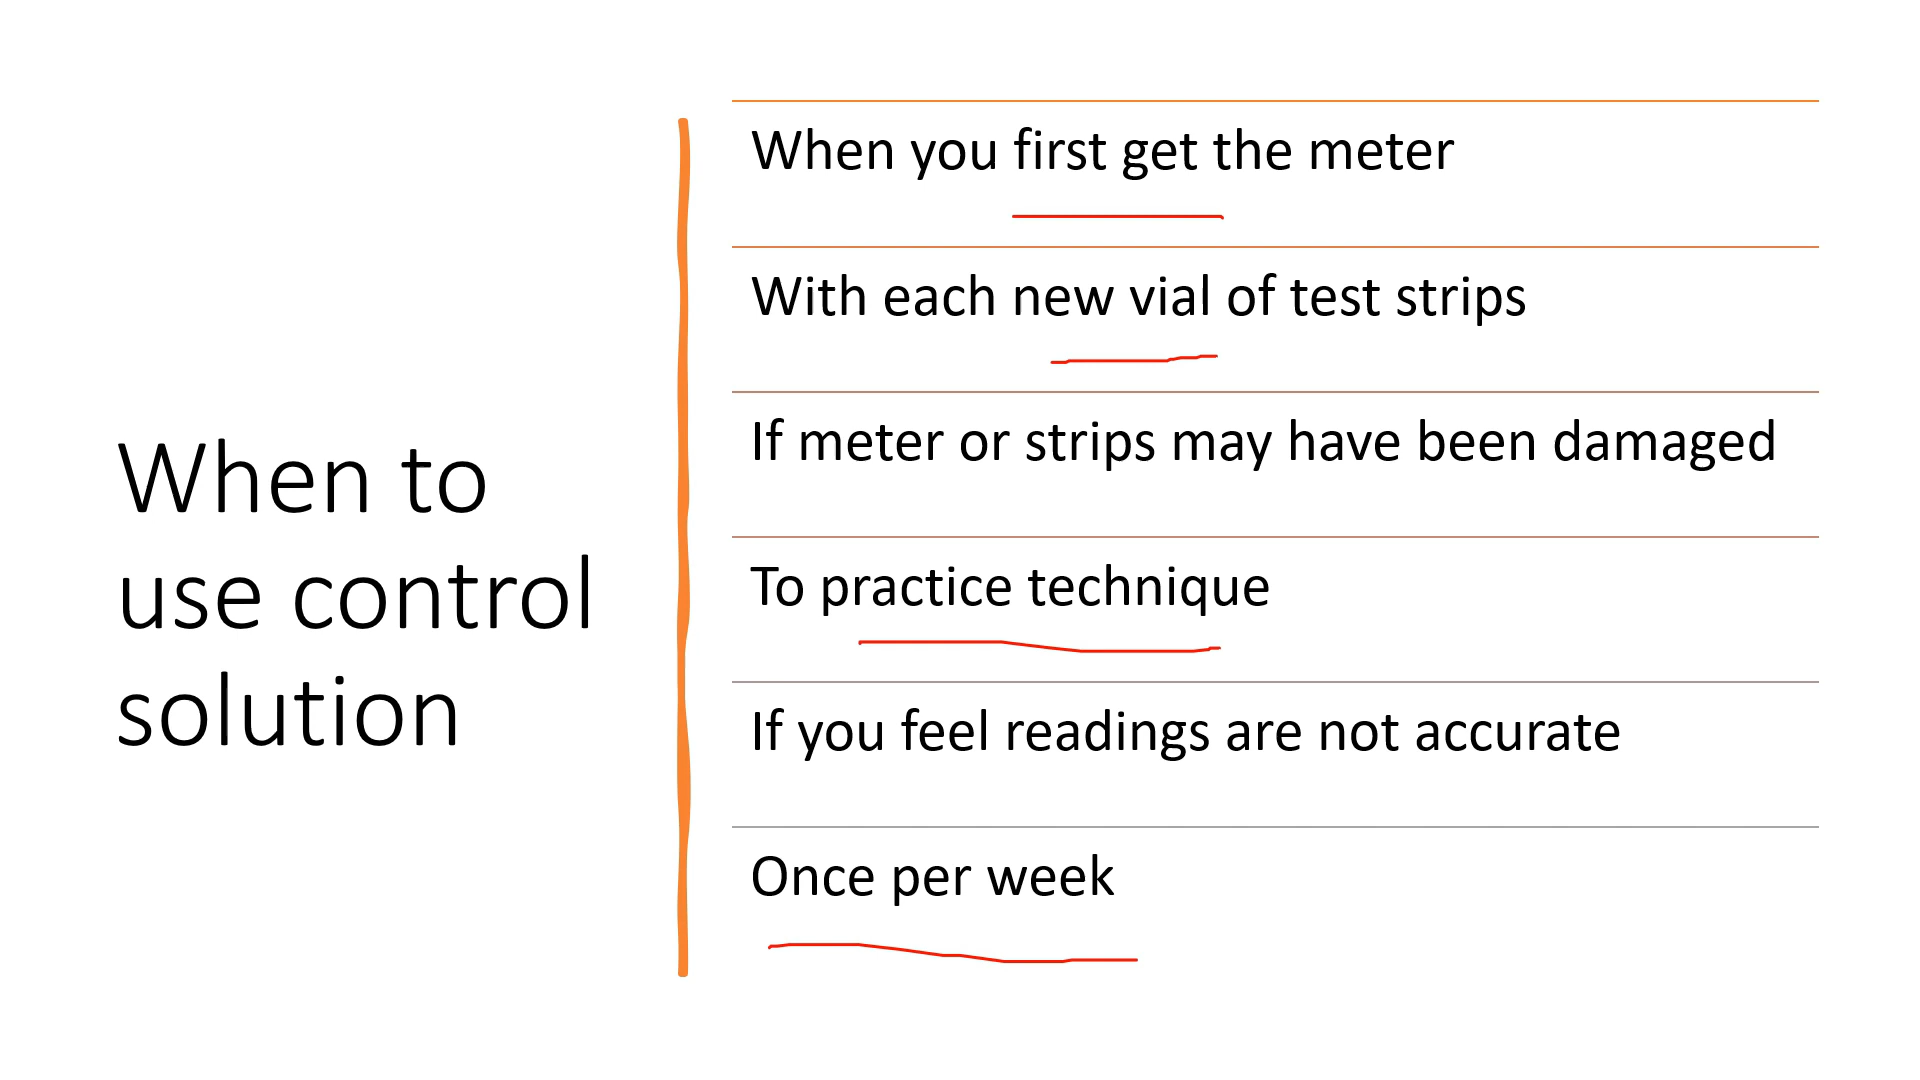 When to
use control
solution
When you first get the meter
With each new vial of test strips
If meter or strips may have been damaged
To practice technique
If you feel readings are not accurate
Once per week